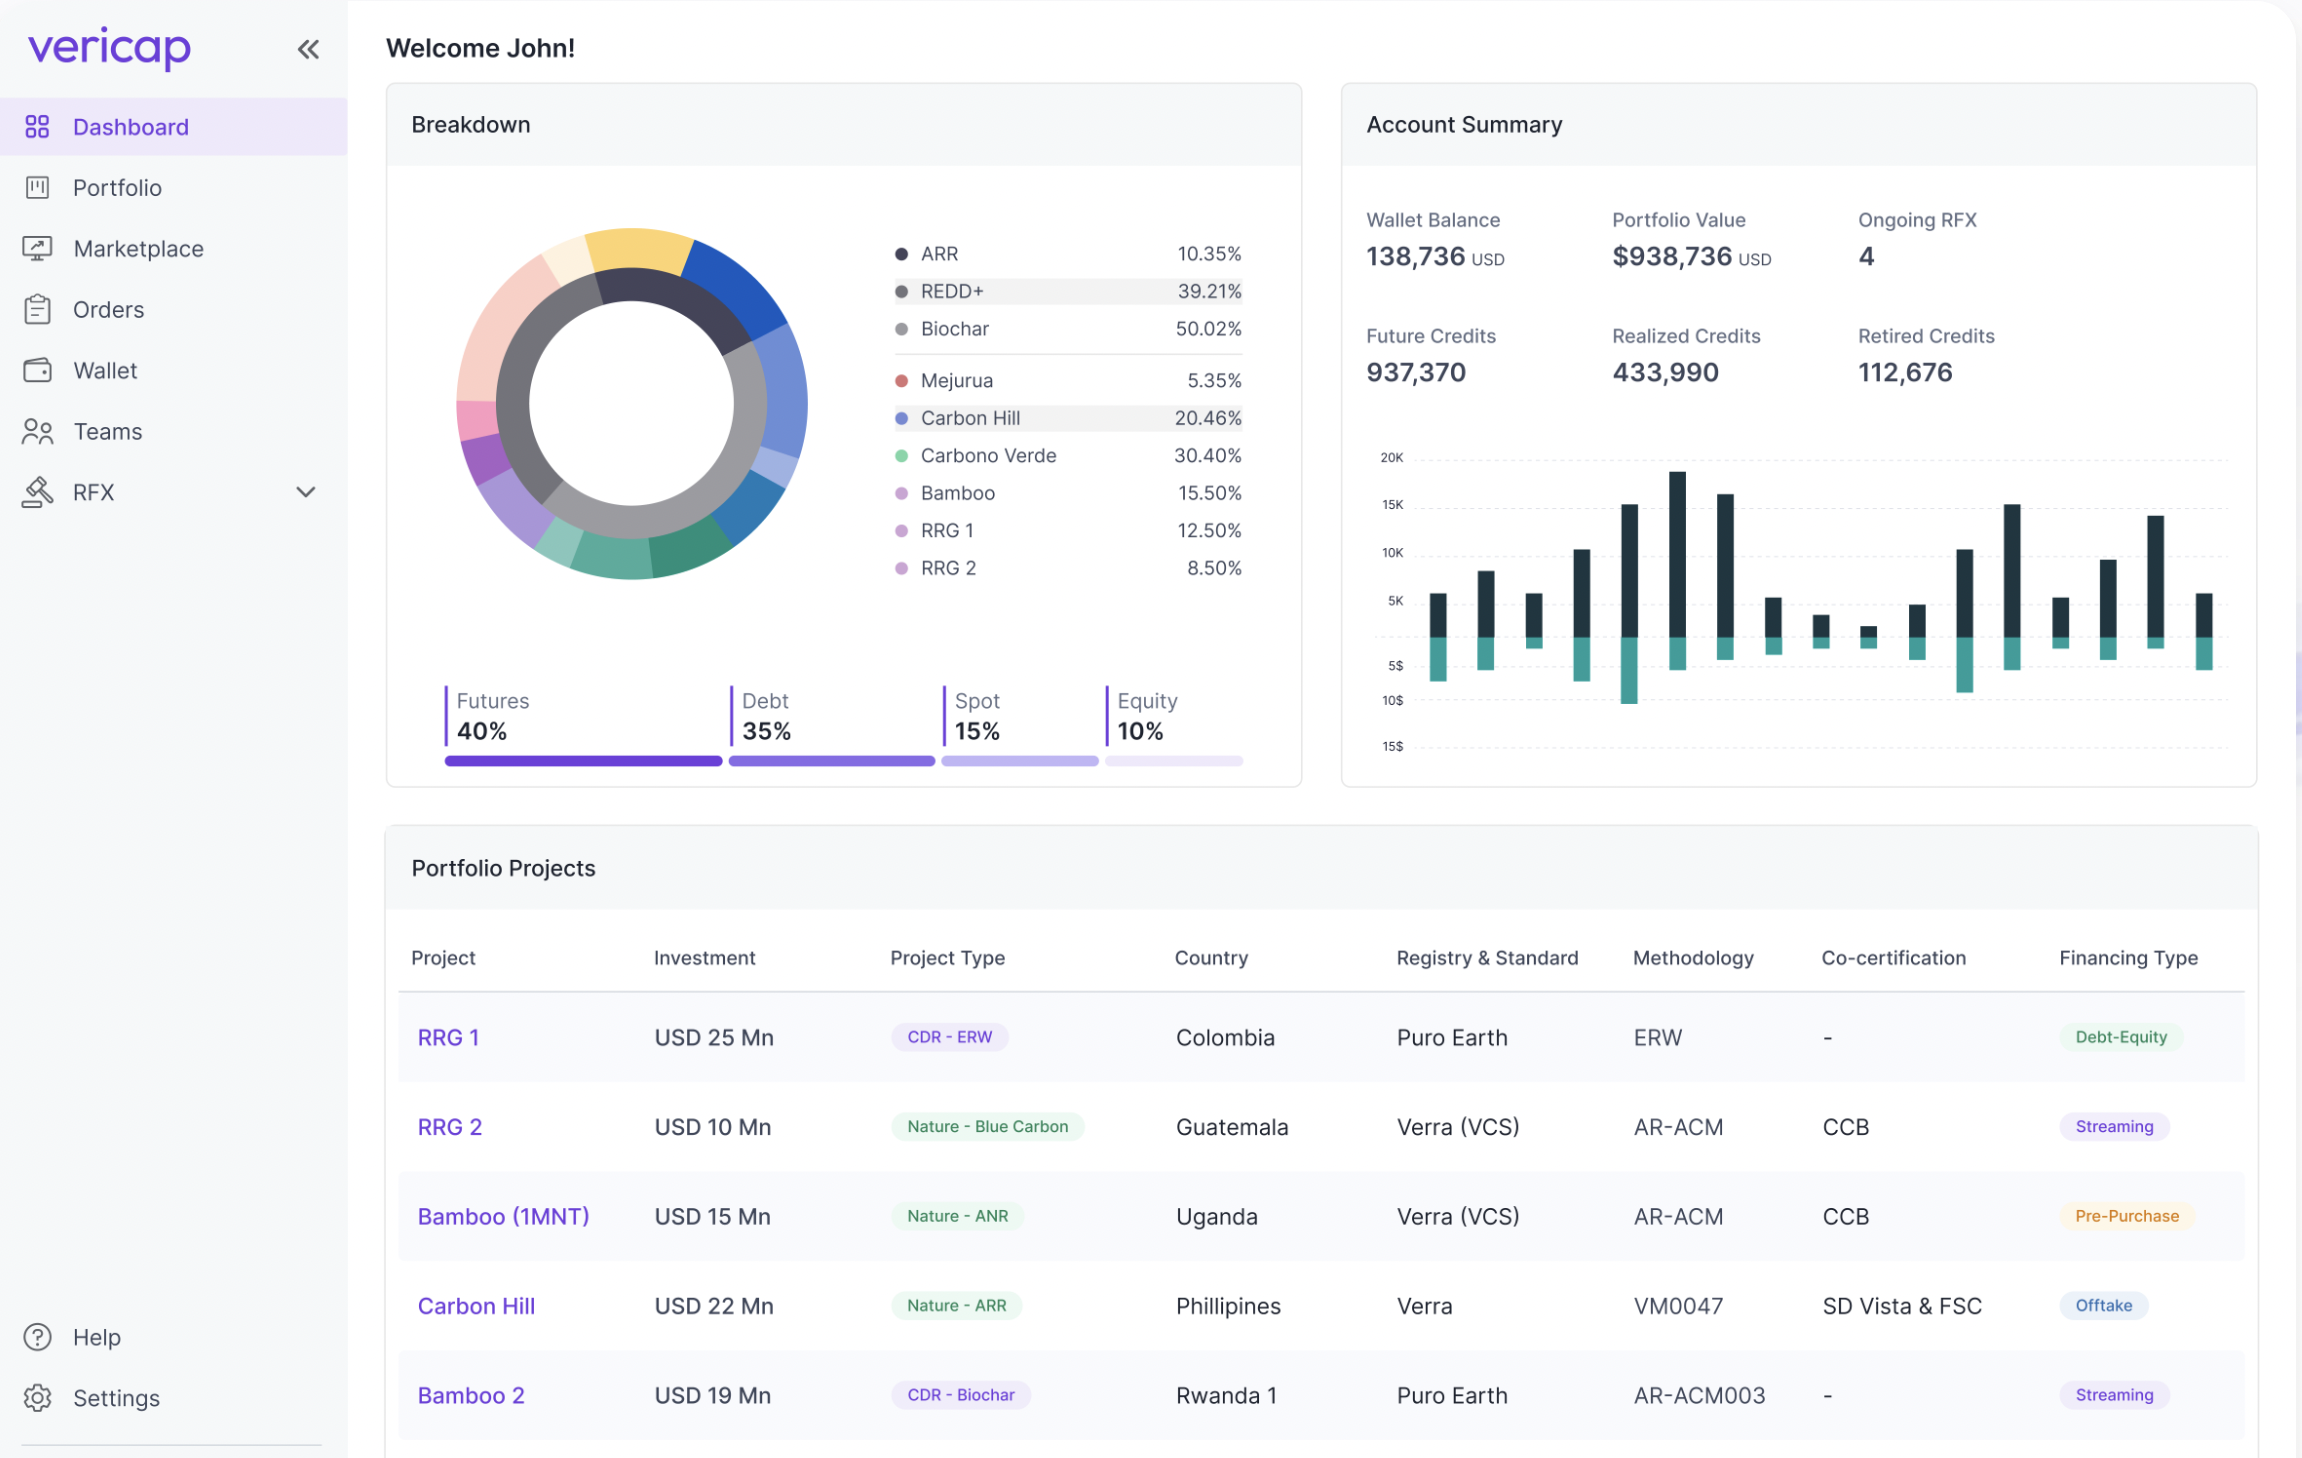 vericap
Dashboard
Portfolio
Marketplace
Orders
Wallet
Teams
RFX
Help
Settings
Welcome John!
Breakdown
ARR 10.35%
REDD+ 39.21%
Biochar 50.02%
Mejurua 5.35%
Carbon Hill 20.46%
Carbono Verde 30.40%
Bamboo 15.50%
RRG 1 12.50%
RRG 2 8.50%
Futures Debt Spot Equity
40% 35% 15% 10%
Account Summary
Wallet Balance Portfolio Value Ongoing RFX
138,736 USD $938,736 USD 4
Future Credits Realized Credits Retired Credits
937,370 433,990 112,676
20K
15K
10K
5K
5$
10$
15$
Portfolio Projects
Project Investment Project Type Country Registry & Standard Methodology Co-certification Financing Type
RRG 1 USD 25 Mn CDR - ERW Colombia Puro Earth ERW - Debt-Equity
RRG 2 USD 10 Mn Nature - Blue Carbon Guatemala Verra (VCS) AR-ACM CCB Streaming
Bamboo (1MNT) USD 15 Mn Nature - ANR Uganda Verra (VCS) AR-ACM CCB Pre-Purchase
Carbon Hill USD 22 Mn Nature - ARR Phillipines Verra VM0047 SD Vista & FSC Offtake
Bamboo 2 USD 19 Mn CDR - Biochar Rwanda 1 Puro Earth AR-ACM003 - Streaming